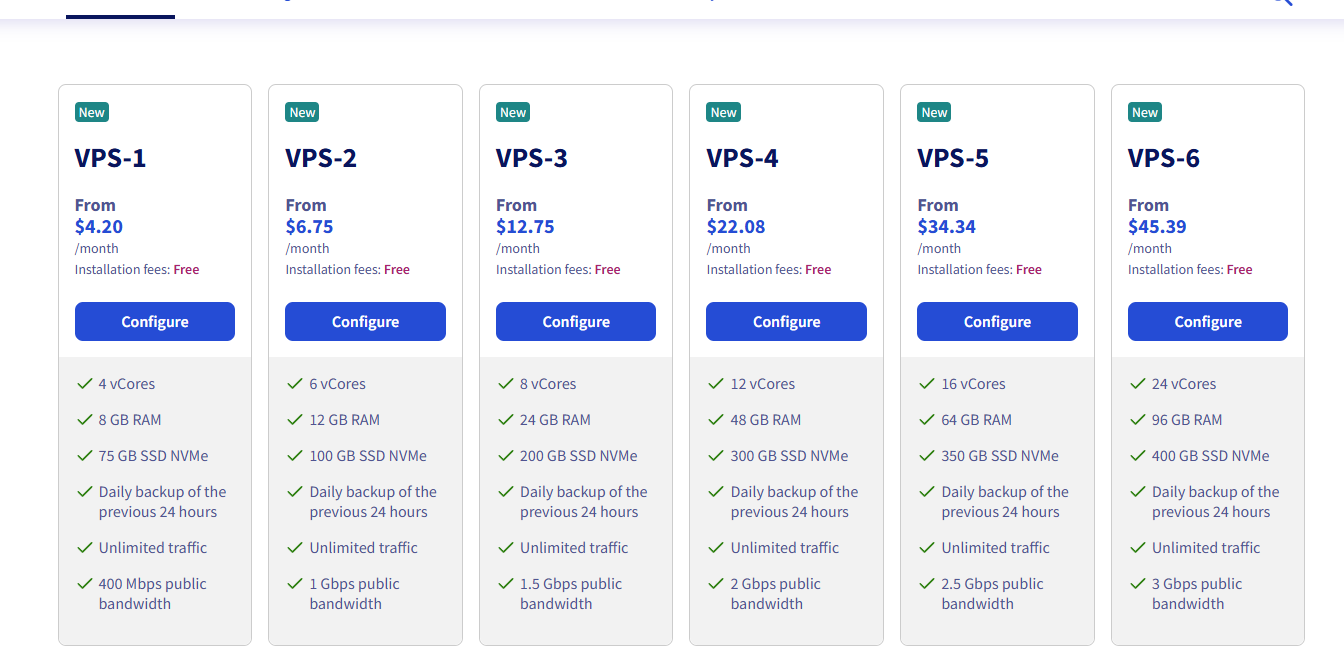 New
VPS-1
From
$4.20
/month
Installation fees: Free
Configure
4 vCores
8 GB RAM
75 GB SSD NVMe
Daily backup of the
previous 24 hours
Unlimited traffic
400 Mbps public
bandwidth
New
VPS-2
From
$6.75
/month
Installation fees: Free
Configure
6 vCores
12 GB RAM
100 GB SSD NVMe
Daily backup of the
previous 24 hours
Unlimited traffic
1 Gbps public
bandwidth
New
VPS-3
From
$12.75
/month
Installation fees: Free
Configure
8 vCores
24 GB RAM
200 GB SSD NVMe
Daily backup of the
previous 24 hours
Unlimited traffic
1.5 Gbps public
bandwidth
New
VPS-4
From
$22.08
/month
Installation fees: Free
Configure
12 vCores
48 GB RAM
300 GB SSD NVMe
Daily backup of the
previous 24 hours
Unlimited traffic
2 Gbps public
bandwidth
New
VPS-5
From
$34.34
/month
Installation fees: Free
Configure
16 vCores
64 GB RAM
350 GB SSD NVMe
Daily backup of the
previous 24 hours
Unlimited traffic
2.5 Gbps public
bandwidth
New
VPS-6
From
$45.39
/month
Installation fees: Free
Configure
24 vCores
96 GB RAM
400 GB SSD NVMe
Daily backup of the
previous 24 hours
Unlimited traffic
3 Gbps public
bandwidth